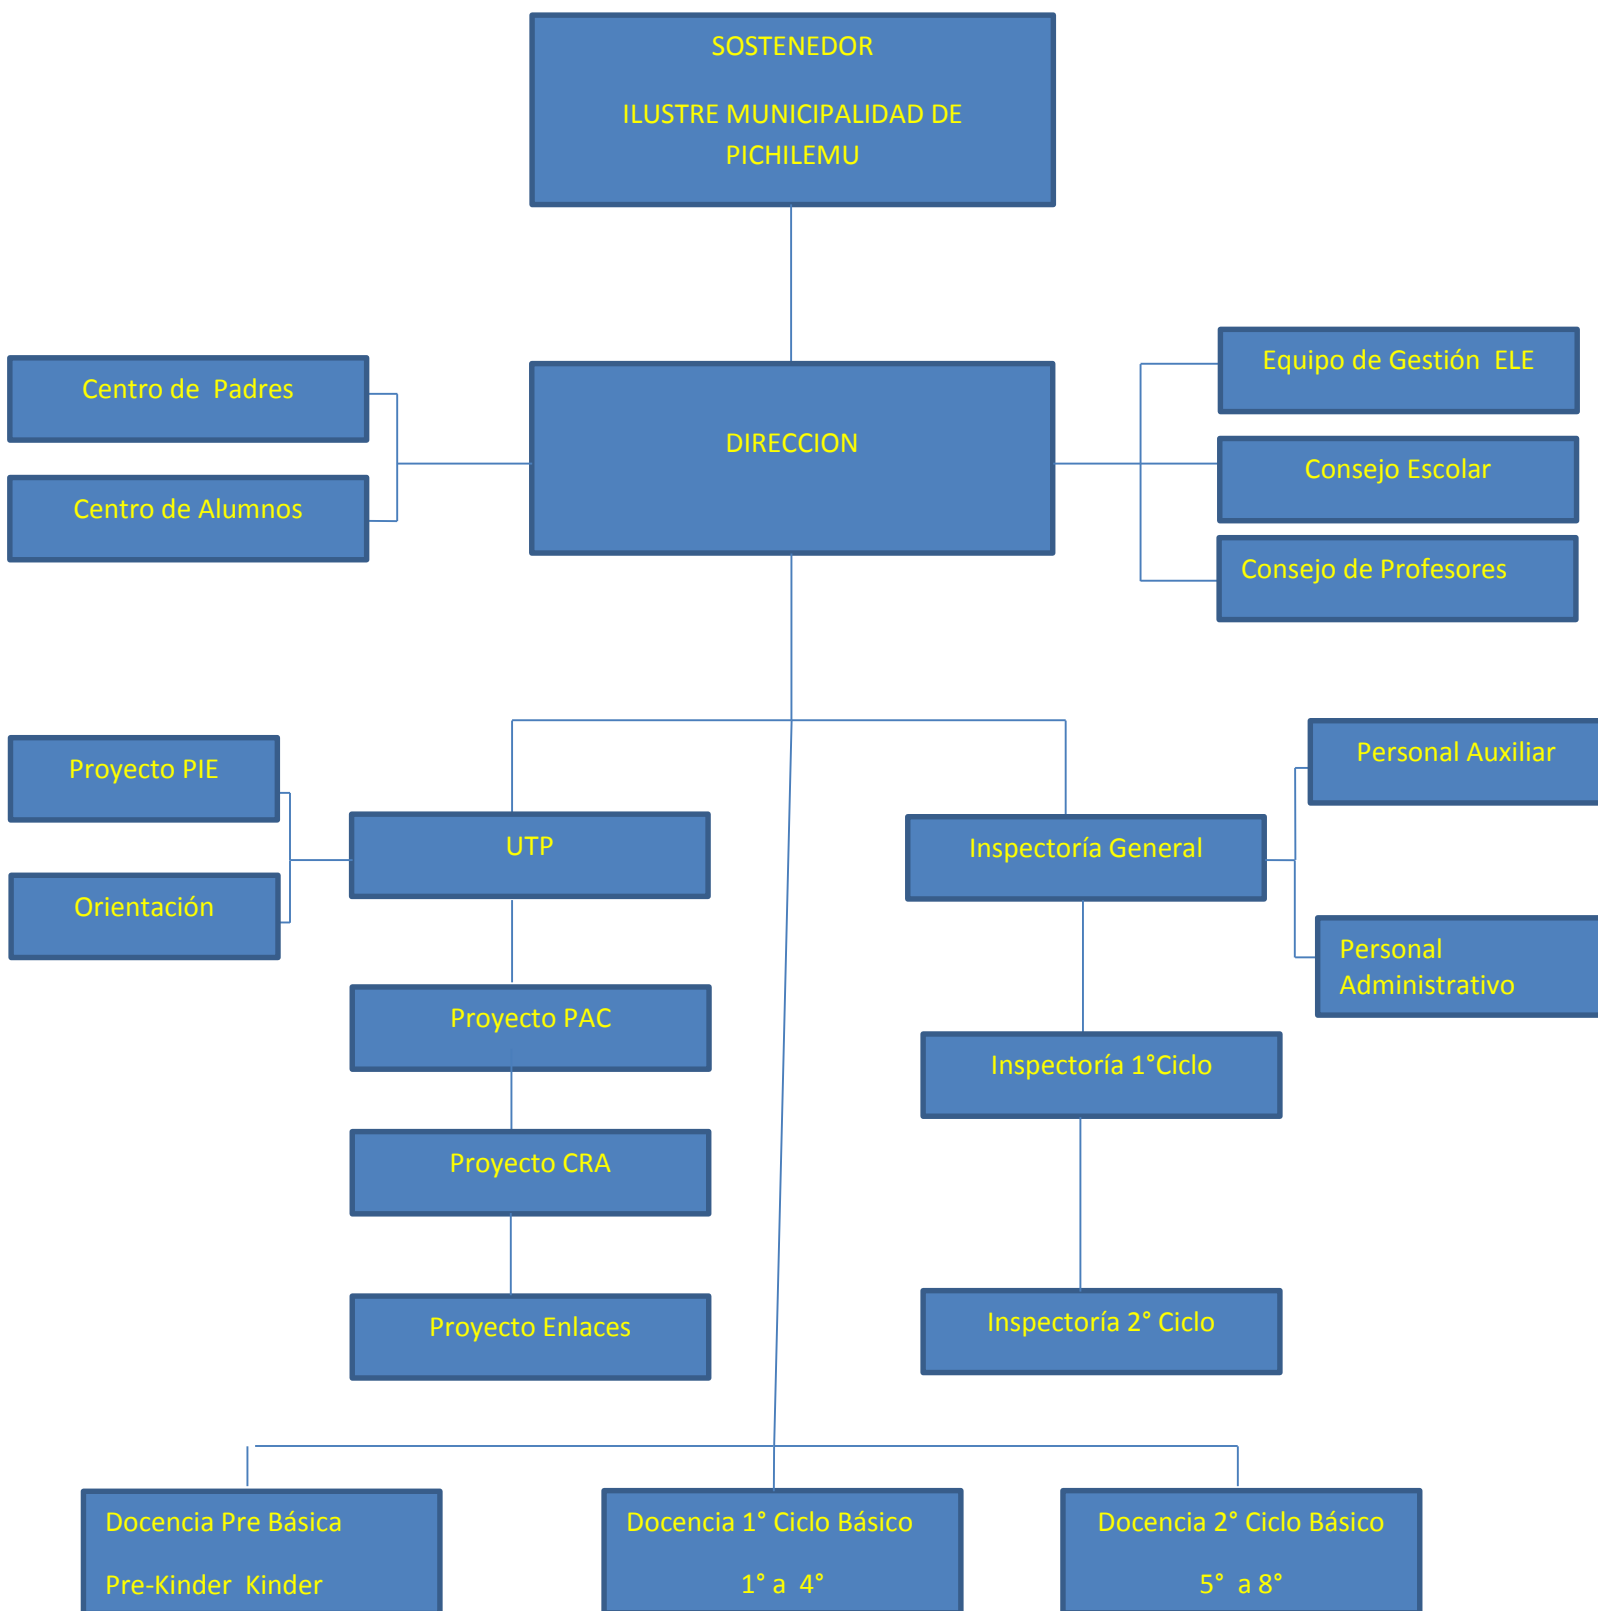 SOSTENEDOR
ILUSTRE MUNICIPALIDAD DE
PICHILEMU
Centro de  Padres
Centro de Alumnos
DIRECCION
Equipo de Gestión  ELE
Consejo Escolar
Consejo de Profesores
Proyecto PIE
Orientación
UTP
Inspectoría General
Personal Auxiliar
Personal
Administrativo
Proyecto PAC
Proyecto CRA
Proyecto Enlaces
Inspectoría 1°Ciclo
Inspectoría 2° Ciclo
Docencia Pre Básica
Pre-Kinder  Kinder
Docencia 1° Ciclo Básico
1° a  4°
Docencia 2° Ciclo Básico
5°  a 8°